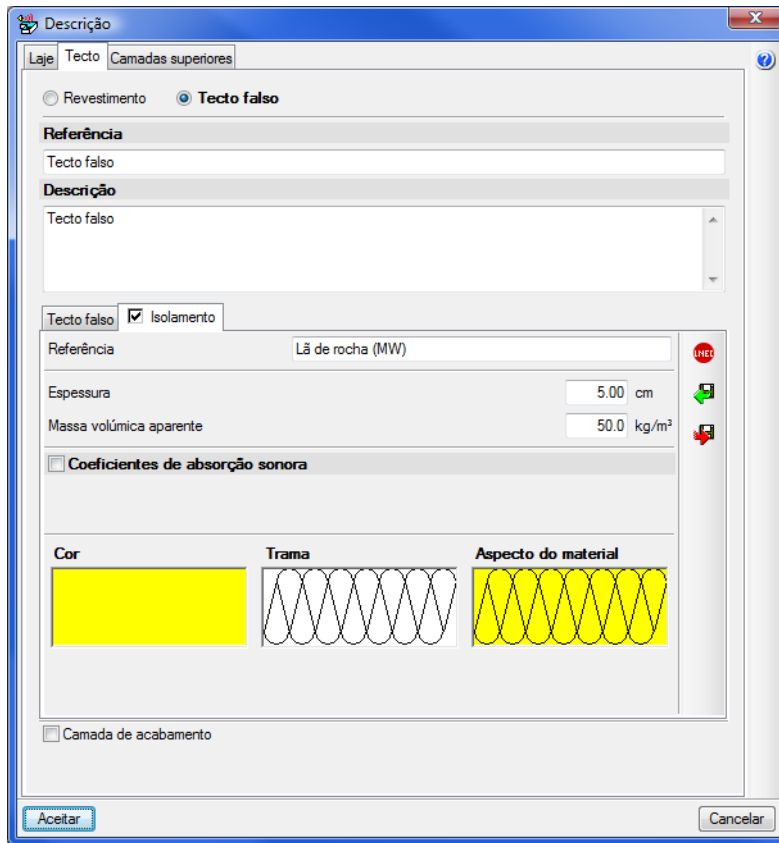 Descrição
Laje Tecto Camadas superiores
Revestimento Tecto falso
Referência
Tecto falso
Descrição
Tecto falso
Tecto falso Isolamento
Referência Lã de rocha (MW)
LNEC
Espessura 5.00 cm
Massa volúmica aparente 50.0 kg/m³
Coeficientes de absorção sonora
Cor Trama Aspecto do material
Camada de acabamento
Aceitar Cancelar